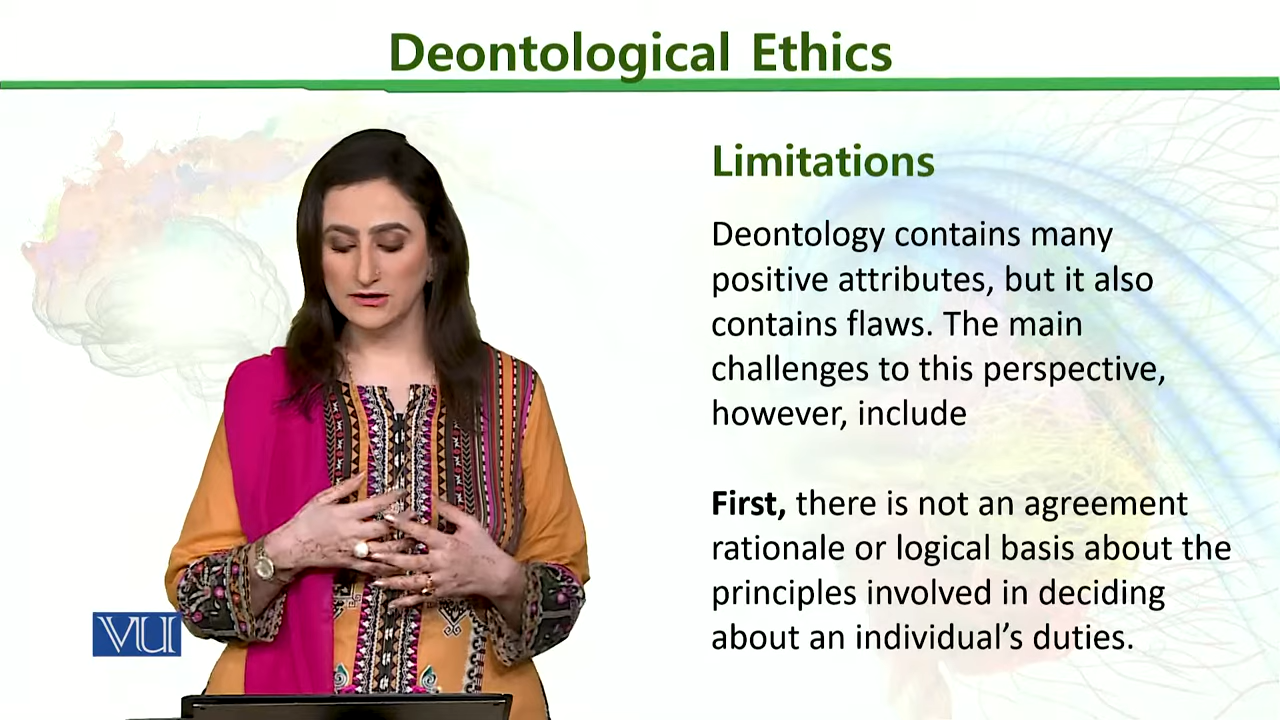 Deontological Ethics
Limitations
Deontology contains many
positive attributes, but it also
contains flaws. The main
challenges to this perspective,
however, include
First, there is not an agreement
rationale or logical basis about the
principles involved in deciding
about an individual’s duties.
VU